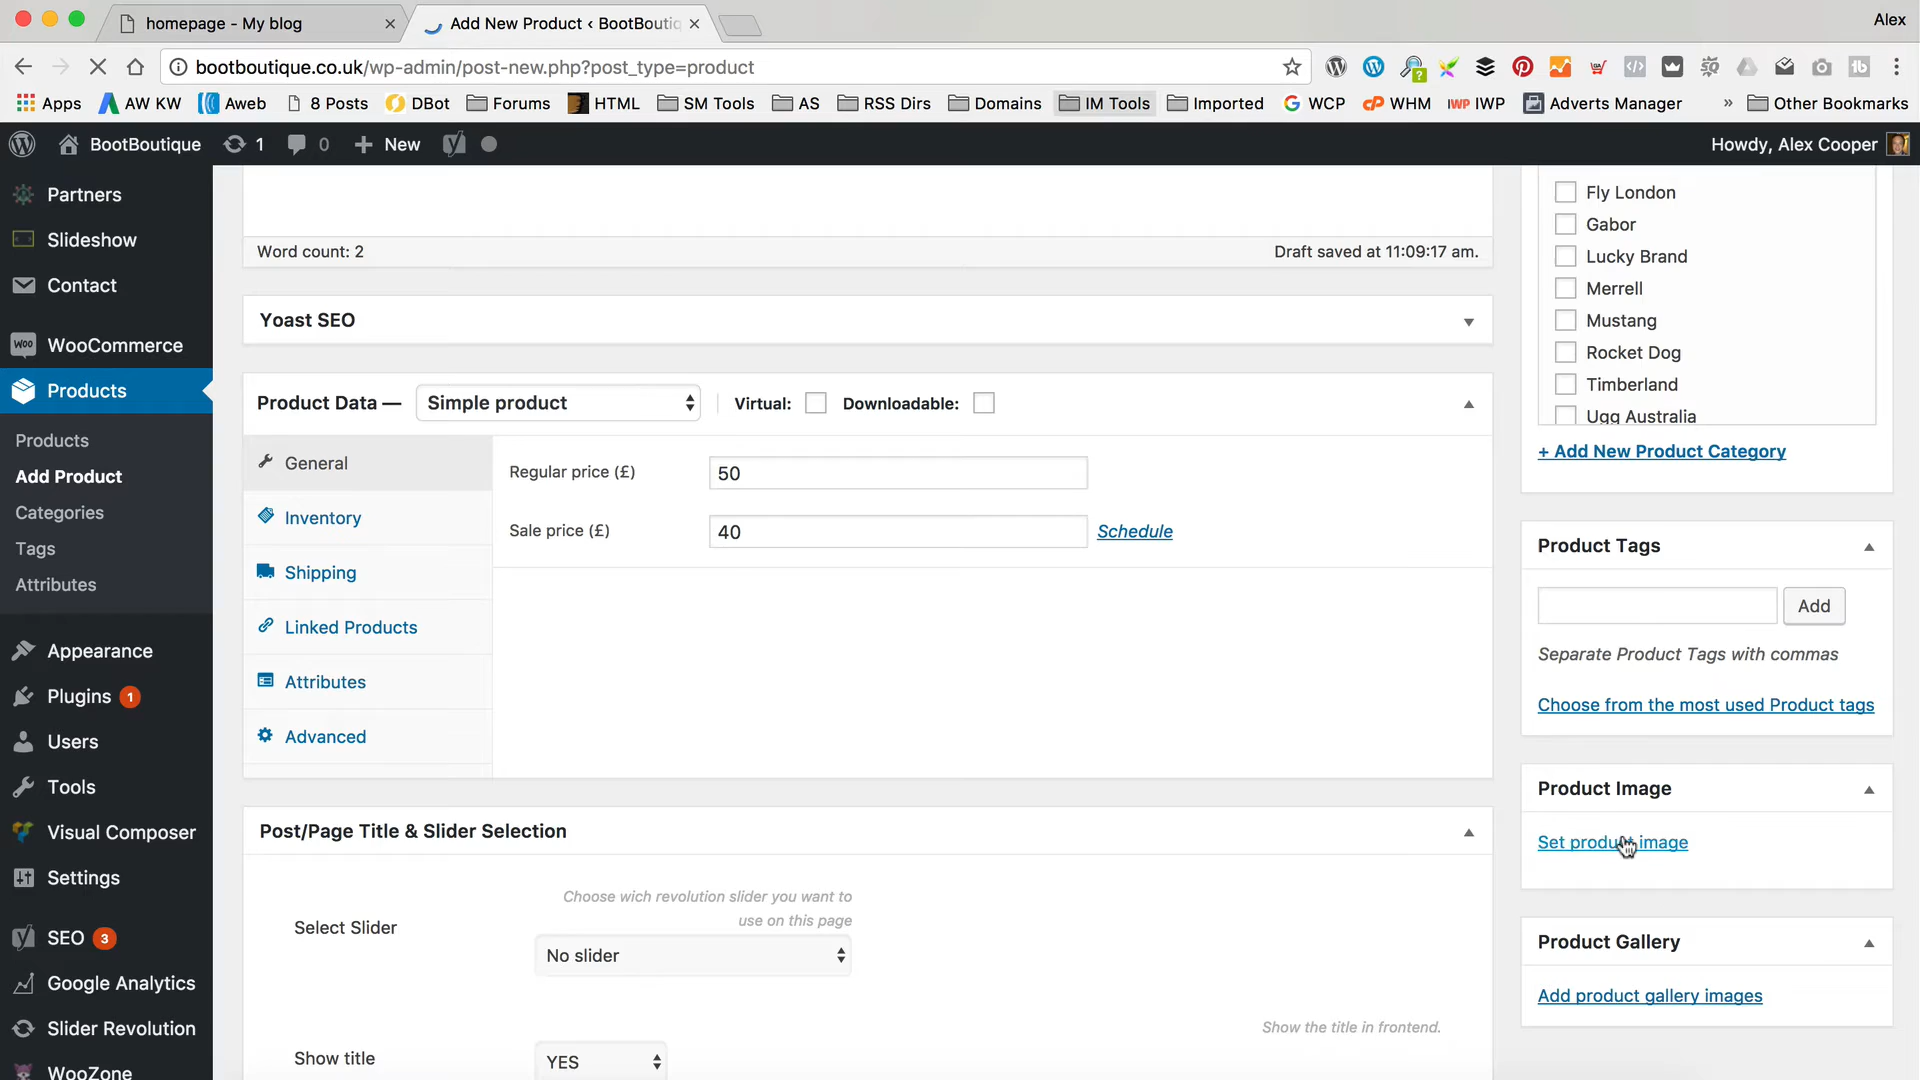 homepage - My blog
Add New Product ‹ BootBoutiq
Alex
bootboutique.co.uk/wp-admin/post-new.php?post_type=product
Apps
AW KW
Aweb
8 Posts
DBot
Forums
HTML
SM Tools
AS
RSS Dirs
Domains
IM Tools
Imported
WCP
WHM
IWP
Adverts Manager
»
Other Bookmarks
BootBoutique
1
0
New
Howdy, Alex Cooper
Partners
Slideshow
Contact
WooCommerce
Products
Products
Add Product
Categories
Tags
Attributes
Appearance
Plugins 1
Users
Tools
Visual Composer
Settings
SEO 3
Google Analytics
Slider Revolution
WooZone
Word count: 2
Draft saved at 11:09:17 am.
Yoast SEO
Product Data —
Simple product
Virtual:
Downloadable:
General
Inventory
Shipping
Linked Products
Attributes
Advanced
Regular price (£)
50
Sale price (£)
40
Schedule
Post/Page Title & Slider Selection
Select Slider
Choose wich revolution slider you want to
use on this page
No slider
Show the title in frontend.
Show title
YES
Fly London
Gabor
Lucky Brand
Merrell
Mustang
Rocket Dog
Timberland
Ugg Australia
+ Add New Product Category
Product Tags
Add
Separate Product Tags with commas
Choose from the most used Product tags
Product Image
Set product image
Product Gallery
Add product gallery images